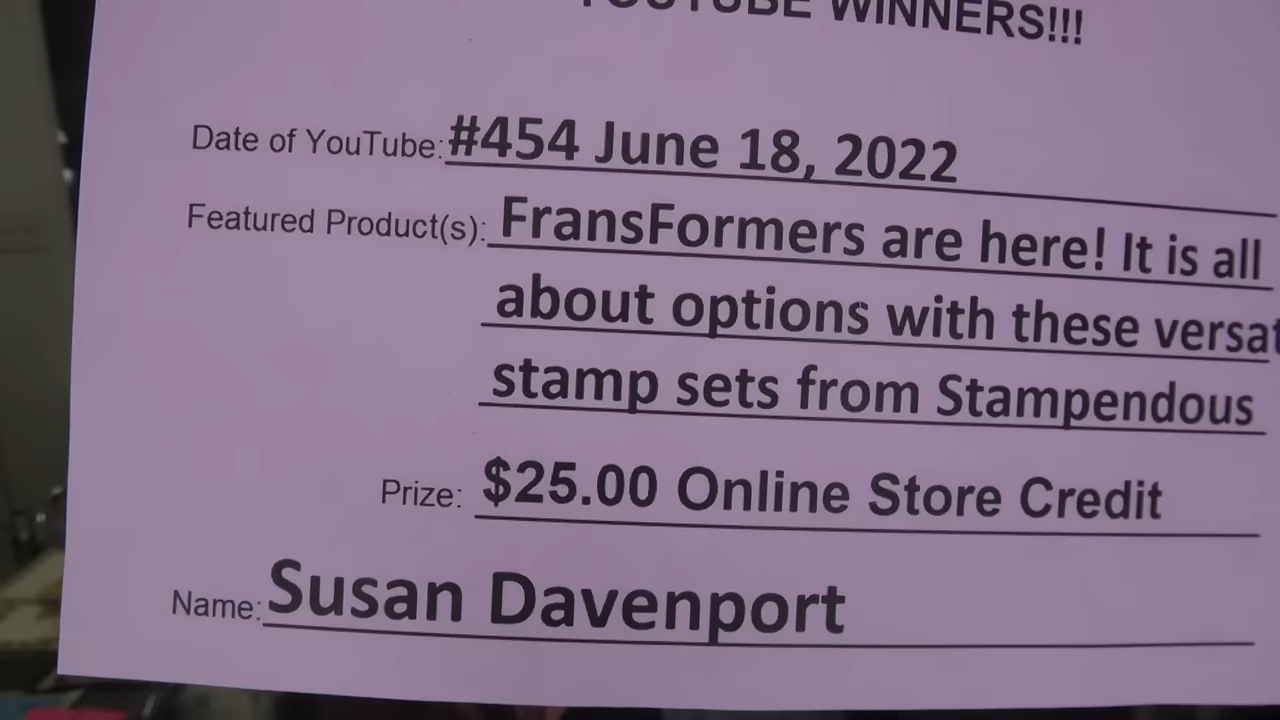 YOUTUBE WINNERS!!!
Date of YouTube: #454 June 18, 2022
Featured Product(s): FransFormers are here! It is all
about options with these
stamp sets from Stampendous
Prize: $25.00 Online Store Credit
Name: Susan Davenport